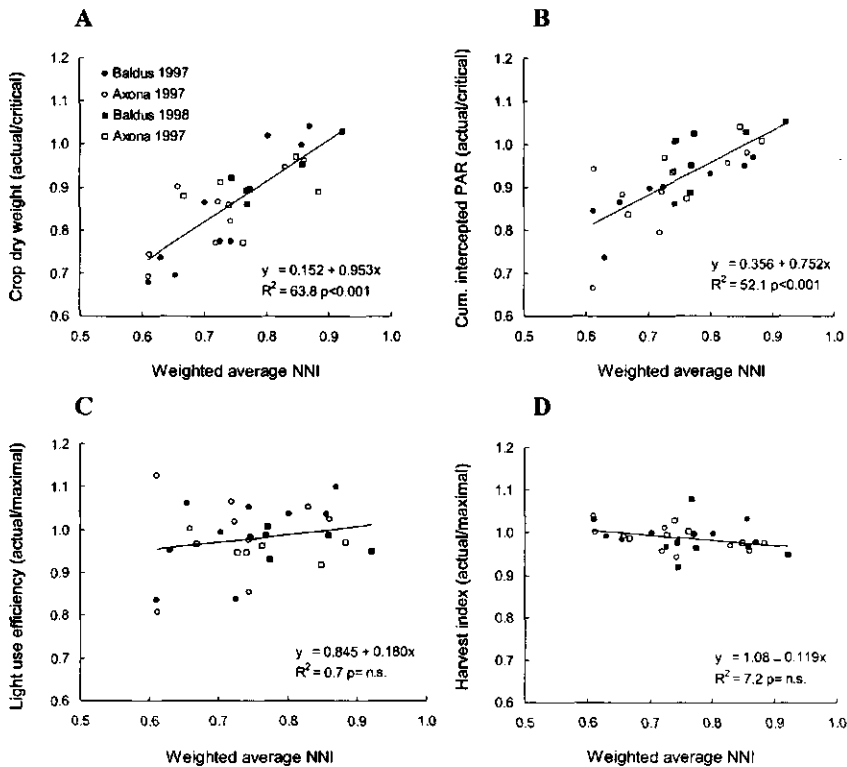 A
Crop dry weight (actual/critical)
1.2
1.1
1.0
0.9
0.8
0.7
0.6
Baldus 1997
Axona 1997
Baldus 1998
Axona 1997
y = 0.152 + 0.953x
R² = 63.8 p<0.001
0.5 0.6 0.7 0.8 0.9 1.0
Weighted average NNI
B
Cum. intercepted PAR (actual/critical)
1.2
1.1
1.0
0.9
0.8
0.7
0.6
y = 0.356 + 0.752x
R² = 52.1 p<0.001
0.5 0.6 0.7 0.8 0.9 1.0
Weighted average NNI
C
Light use efficiency (actual/maximal)
1.2
1.1
1.0
0.9
0.8
0.7
0.6
y = 0.845 + 0.180x
R² = 0.7 p= n.s.
0.5 0.6 0.7 0.8 0.9 1.0
Weighted average NNI
D
Harvest index (actual/maximal)
1.2
1.1
1.0
0.9
0.8
0.7
0.6
y = 1.08 – 0.119x
R² = 7.2 p= n.s.
0.5 0.6 0.7 0.8 0.9 1.0
Weighted average NNI